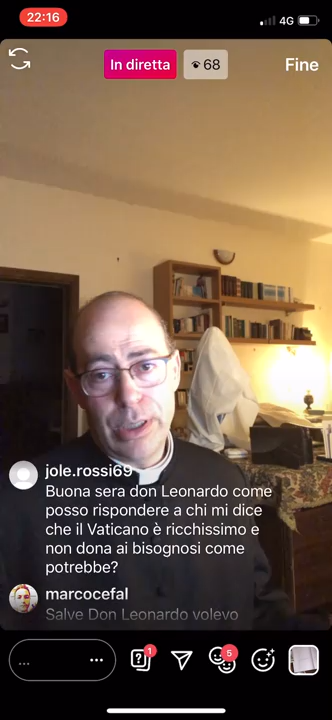 22:16
4G
In diretta
68
Fine
jole.rossi69
Buona sera don Leonardo come
posso rispondere a chi mi dice
che il Vaticano è ricchissimo e
non dona ai bisognosi come
potrebbe?
marcocefal
Salve Don Leonardo volevo
...
1
5